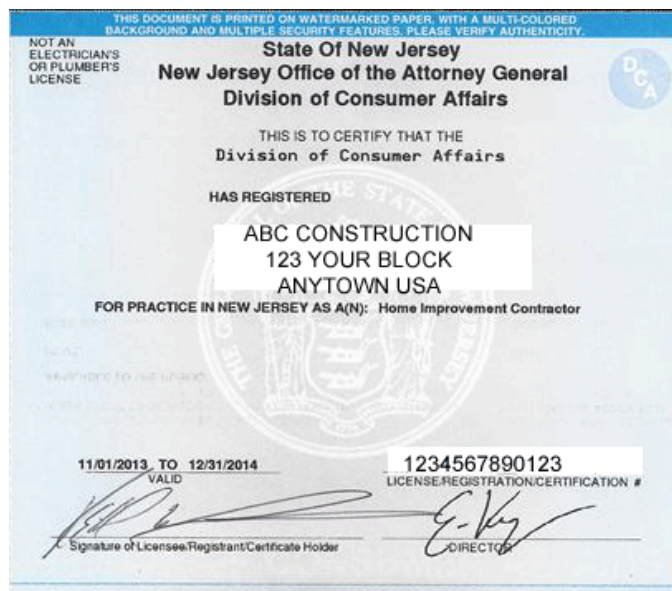 THIS DOCUMENT IS PRINTED ON WATERMARKED PAPER, WITH A MULTI-COLORED
BACKGROUND AND MULTIPLE SECURITY FEATURES. PLEASE VERIFY AUTHENTICITY.
NOT AN
ELECTRICIAN'S
OR PLUMBER'S
LICENSE
State Of New Jersey
New Jersey Office of the Attorney General
Division of Consumer Affairs
DCA
THIS IS TO CERTIFY THAT THE
Division of Consumer Affairs
HAS REGISTERED
ABC CONSTRUCTION
123 YOUR BLOCK
ANYTOWN USA
FOR PRACTICE IN NEW JERSEY AS A(N): Home Improvement Contractor
11/01/2013 TO 12/31/2014
VALID
1234567890123
LICENSE/REGISTRATION/CERTIFICATION #
Signature of Licensee/Registrant/Certificate Holder
DIRECTOR